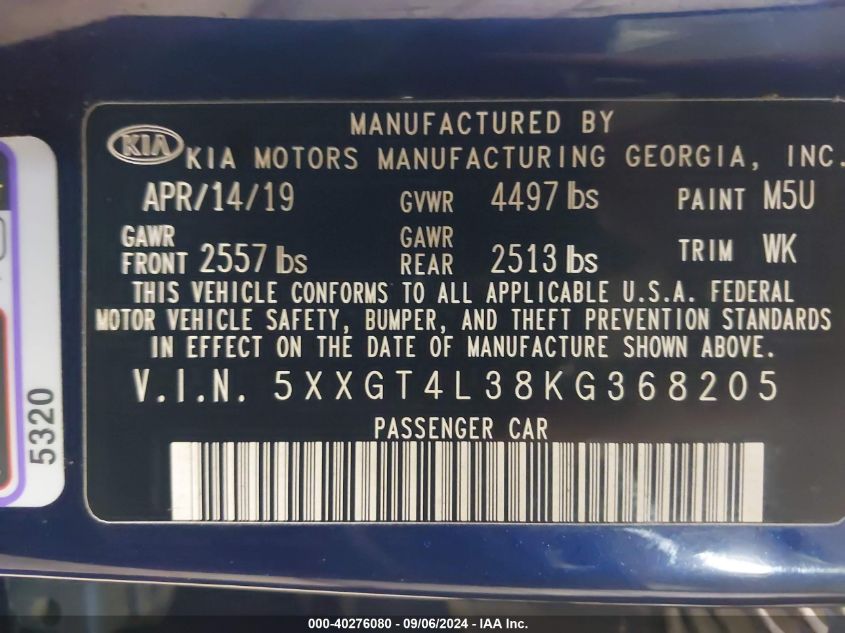 MANUFACTURED BY
KIA KIA MOTORS MANUFACTURING GEORGIA, INC.
APR/14/19 GVWR 4497 lbs PAINT M5U
GAWR FRONT 2557 lbs GAWR REAR 2513 lbs TRIM WK
THIS VEHICLE CONFORMS TO ALL APPLICABLE U.S.A. FEDERAL
MOTOR VEHICLE SAFETY, BUMPER, AND THEFT PREVENTION STANDARDS
IN EFFECT ON THE DATE OF MANUFACTURE SHOWN ABOVE.
V.I.N. 5XXGT4L38KG368205
PASSENGER CAR
5320
000-40276080 - 09/06/2024 - IAA Inc.